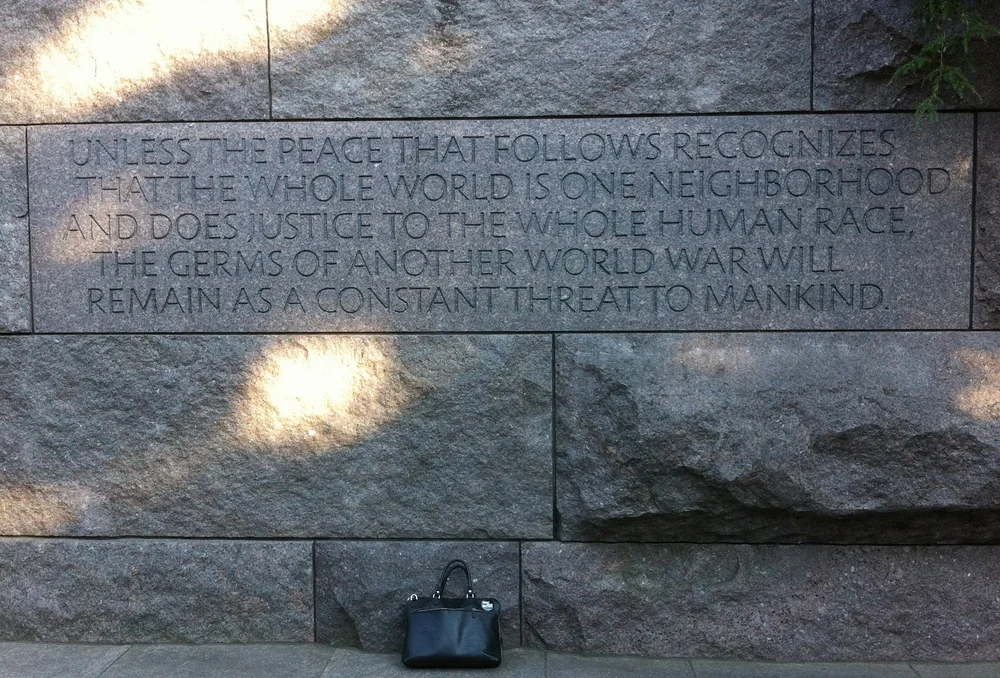 UNLESS THE PEACE THAT FOLLOWS RECOGNIZES
THAT THE WHOLE WORLD IS ONE NEIGHBORHOOD
AND DOES JUSTICE TO THE WHOLE HUMAN RACE,
THE GERMS OF ANOTHER WORLD WAR WILL
REMAIN AS A CONSTANT THREAT TO MANKIND.